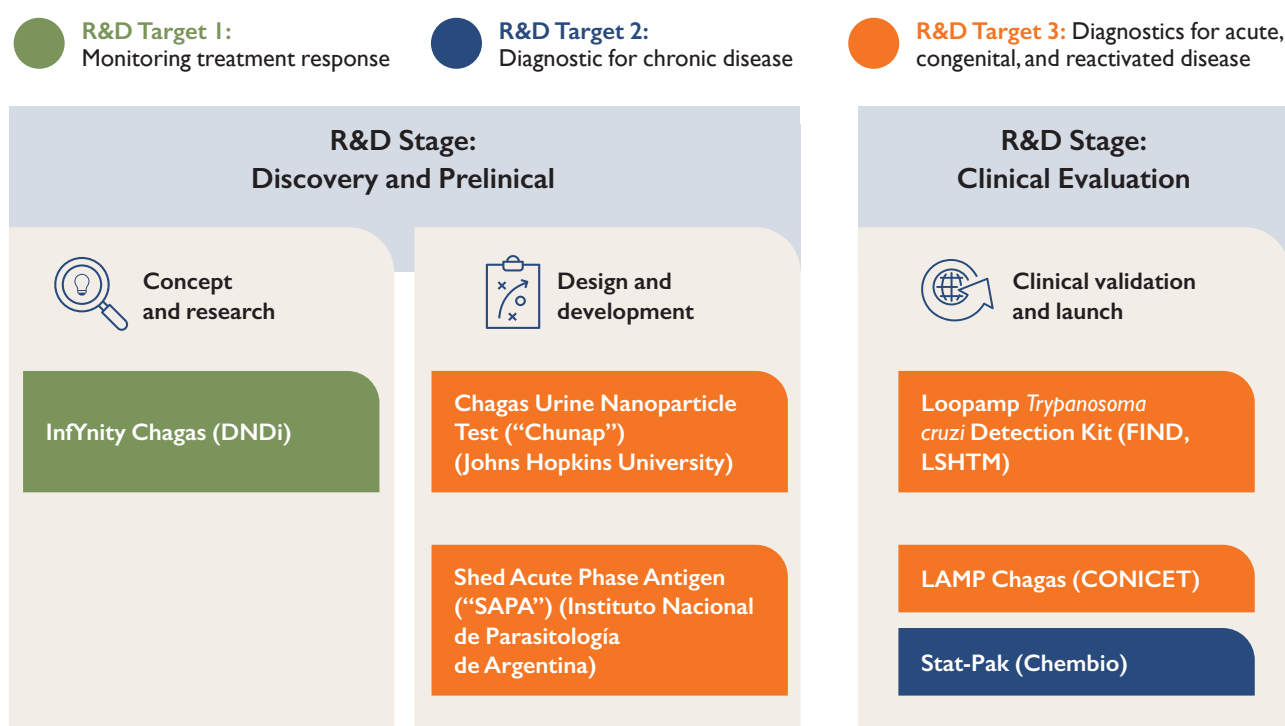 R&D Target 1:
Monitoring treatment response
R&D Target 2:
Diagnostic for chronic disease
R&D Target 3: Diagnostics for acute,
congenital, and reactivated disease
R&D Stage:
Discovery and Prelinical
R&D Stage:
Clinical Evaluation
Concept
and research
Design and
development
Clinical validation
and launch
InfYnity Chagas (DNDi)
Chagas Urine Nanoparticle
Test (“Chunap”)
(Johns Hopkins University)
Shed Acute Phase Antigen
(“SAPA”) (Instituto Nacional
de Parasitología
de Argentina)
Loopamp Trypanosoma
cruzi Detection Kit (FIND,
LSHTM)
LAMP Chagas (CONICET)
Stat-Pak (Chembio)